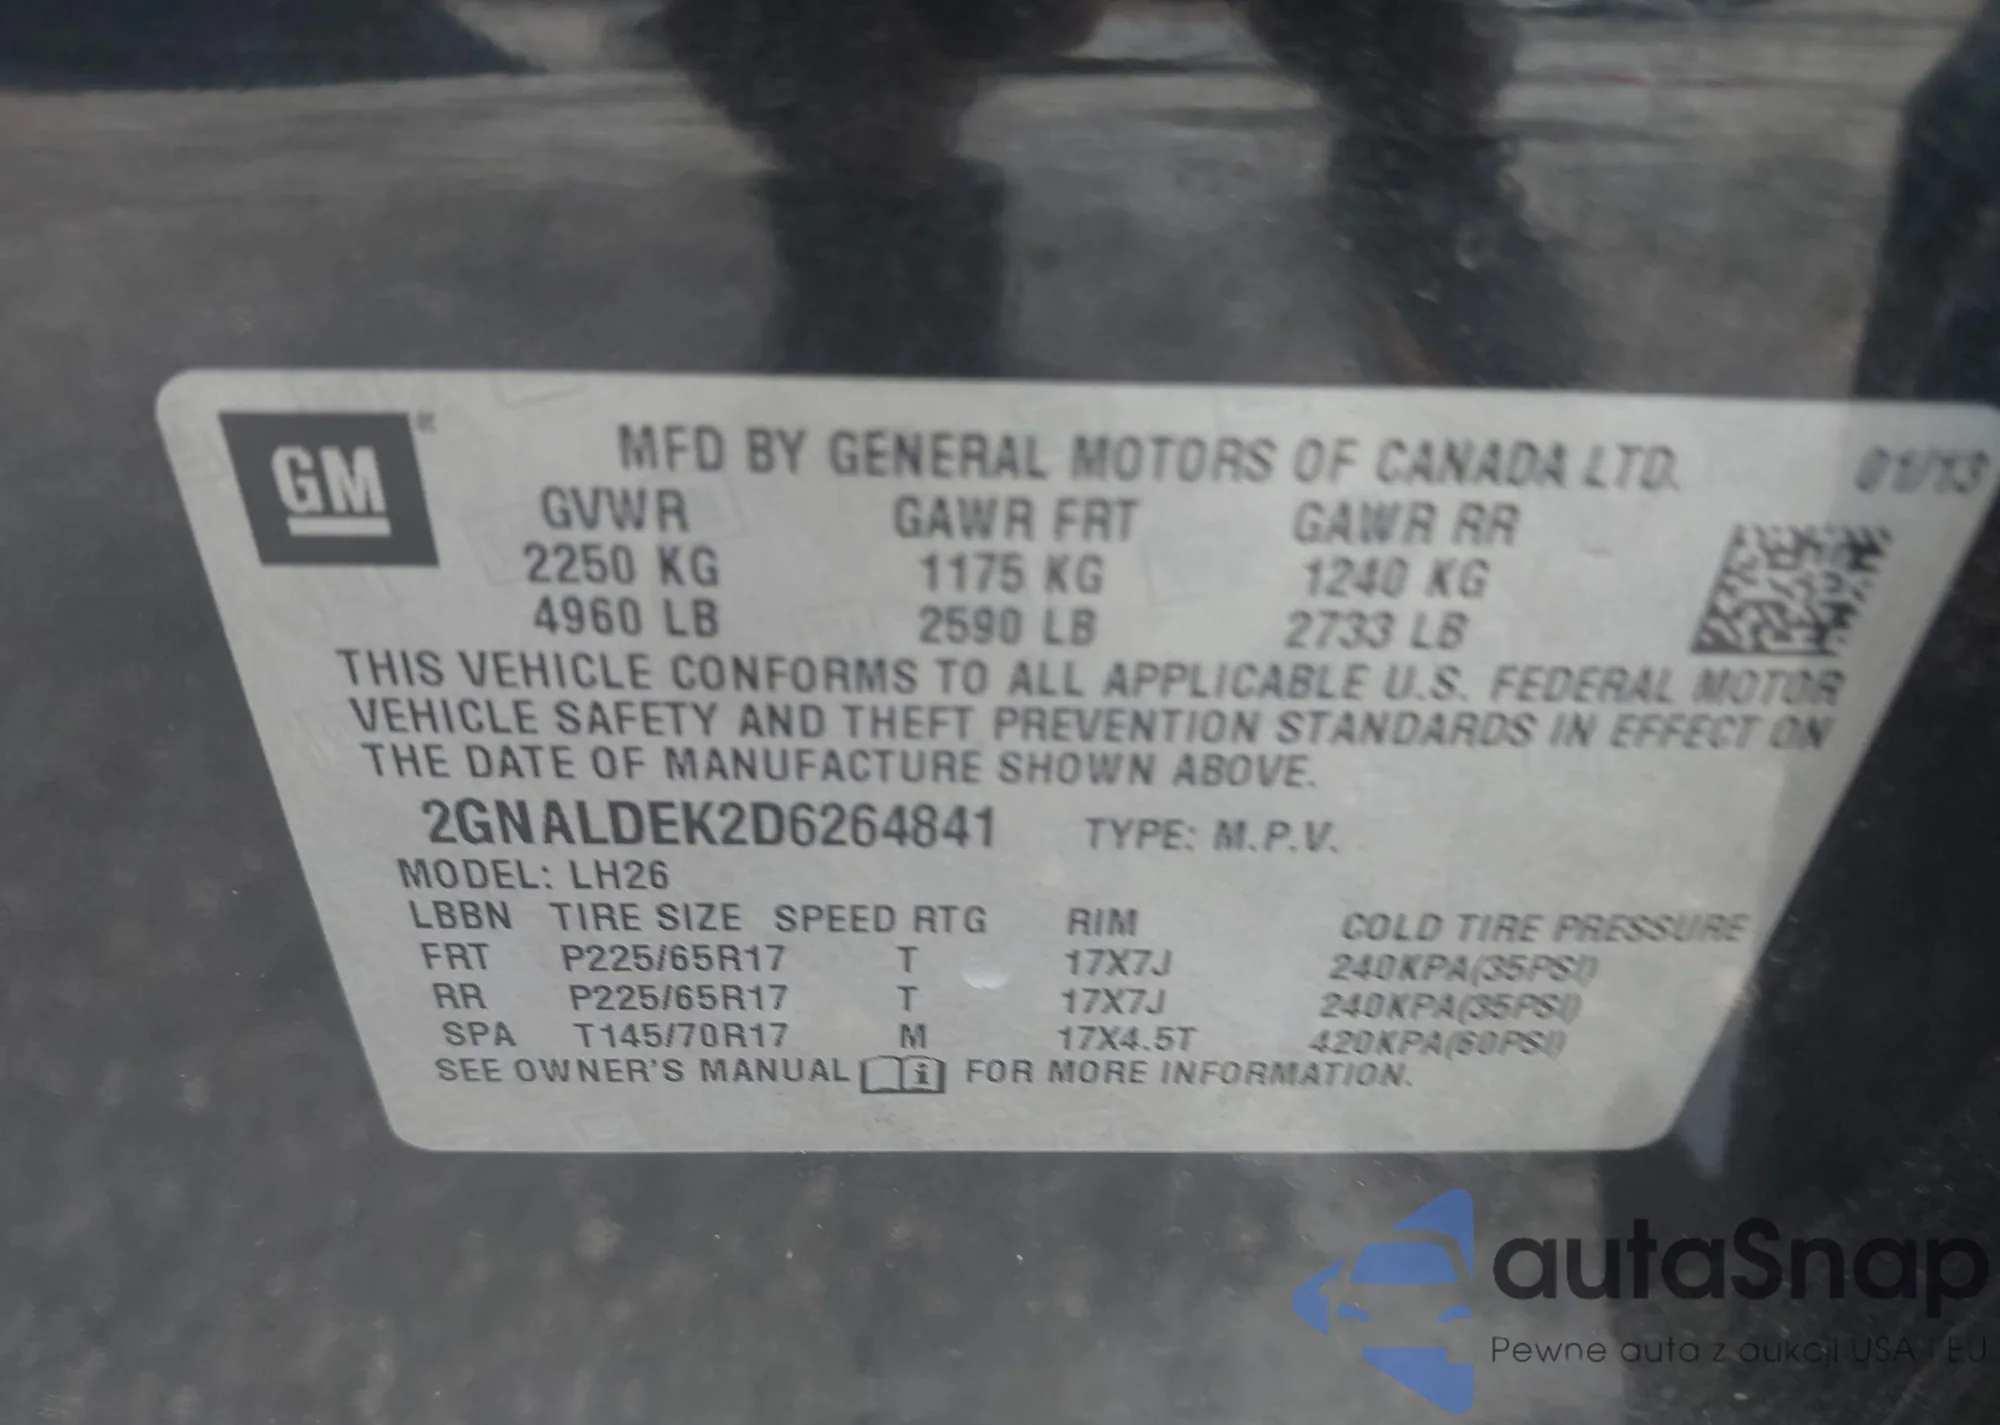 GM
MFD BY GENERAL MOTORS OF CANADA LTD. 01/13
GVWR GAWR FRT GAWR RR
2250 KG 1175 KG 1240 KG
4960 LB 2590 LB 2733 LB
THIS VEHICLE CONFORMS TO ALL APPLICABLE U.S. FEDERAL MOTOR
VEHICLE SAFETY AND THEFT PREVENTION STANDARDS IN EFFECT ON
THE DATE OF MANUFACTURE SHOWN ABOVE.
2GNALDEK2D6264841 TYPE: M.P.V.
MODEL: LH26
LBBN TIRE SIZE SPEED RTG RIM COLD TIRE PRESSURE
FRT P225/65R17 T 17X7J 240KPA(35PSI)
RR P225/65R17 T 17X7J 240KPA(35PSI)
SPA T145/70R17 M 17X4.5T 420KPA(60PSI)
SEE OWNER'S MANUAL i FOR MORE INFORMATION.
autaSnap
Pewne auta z aukcji USA i EU